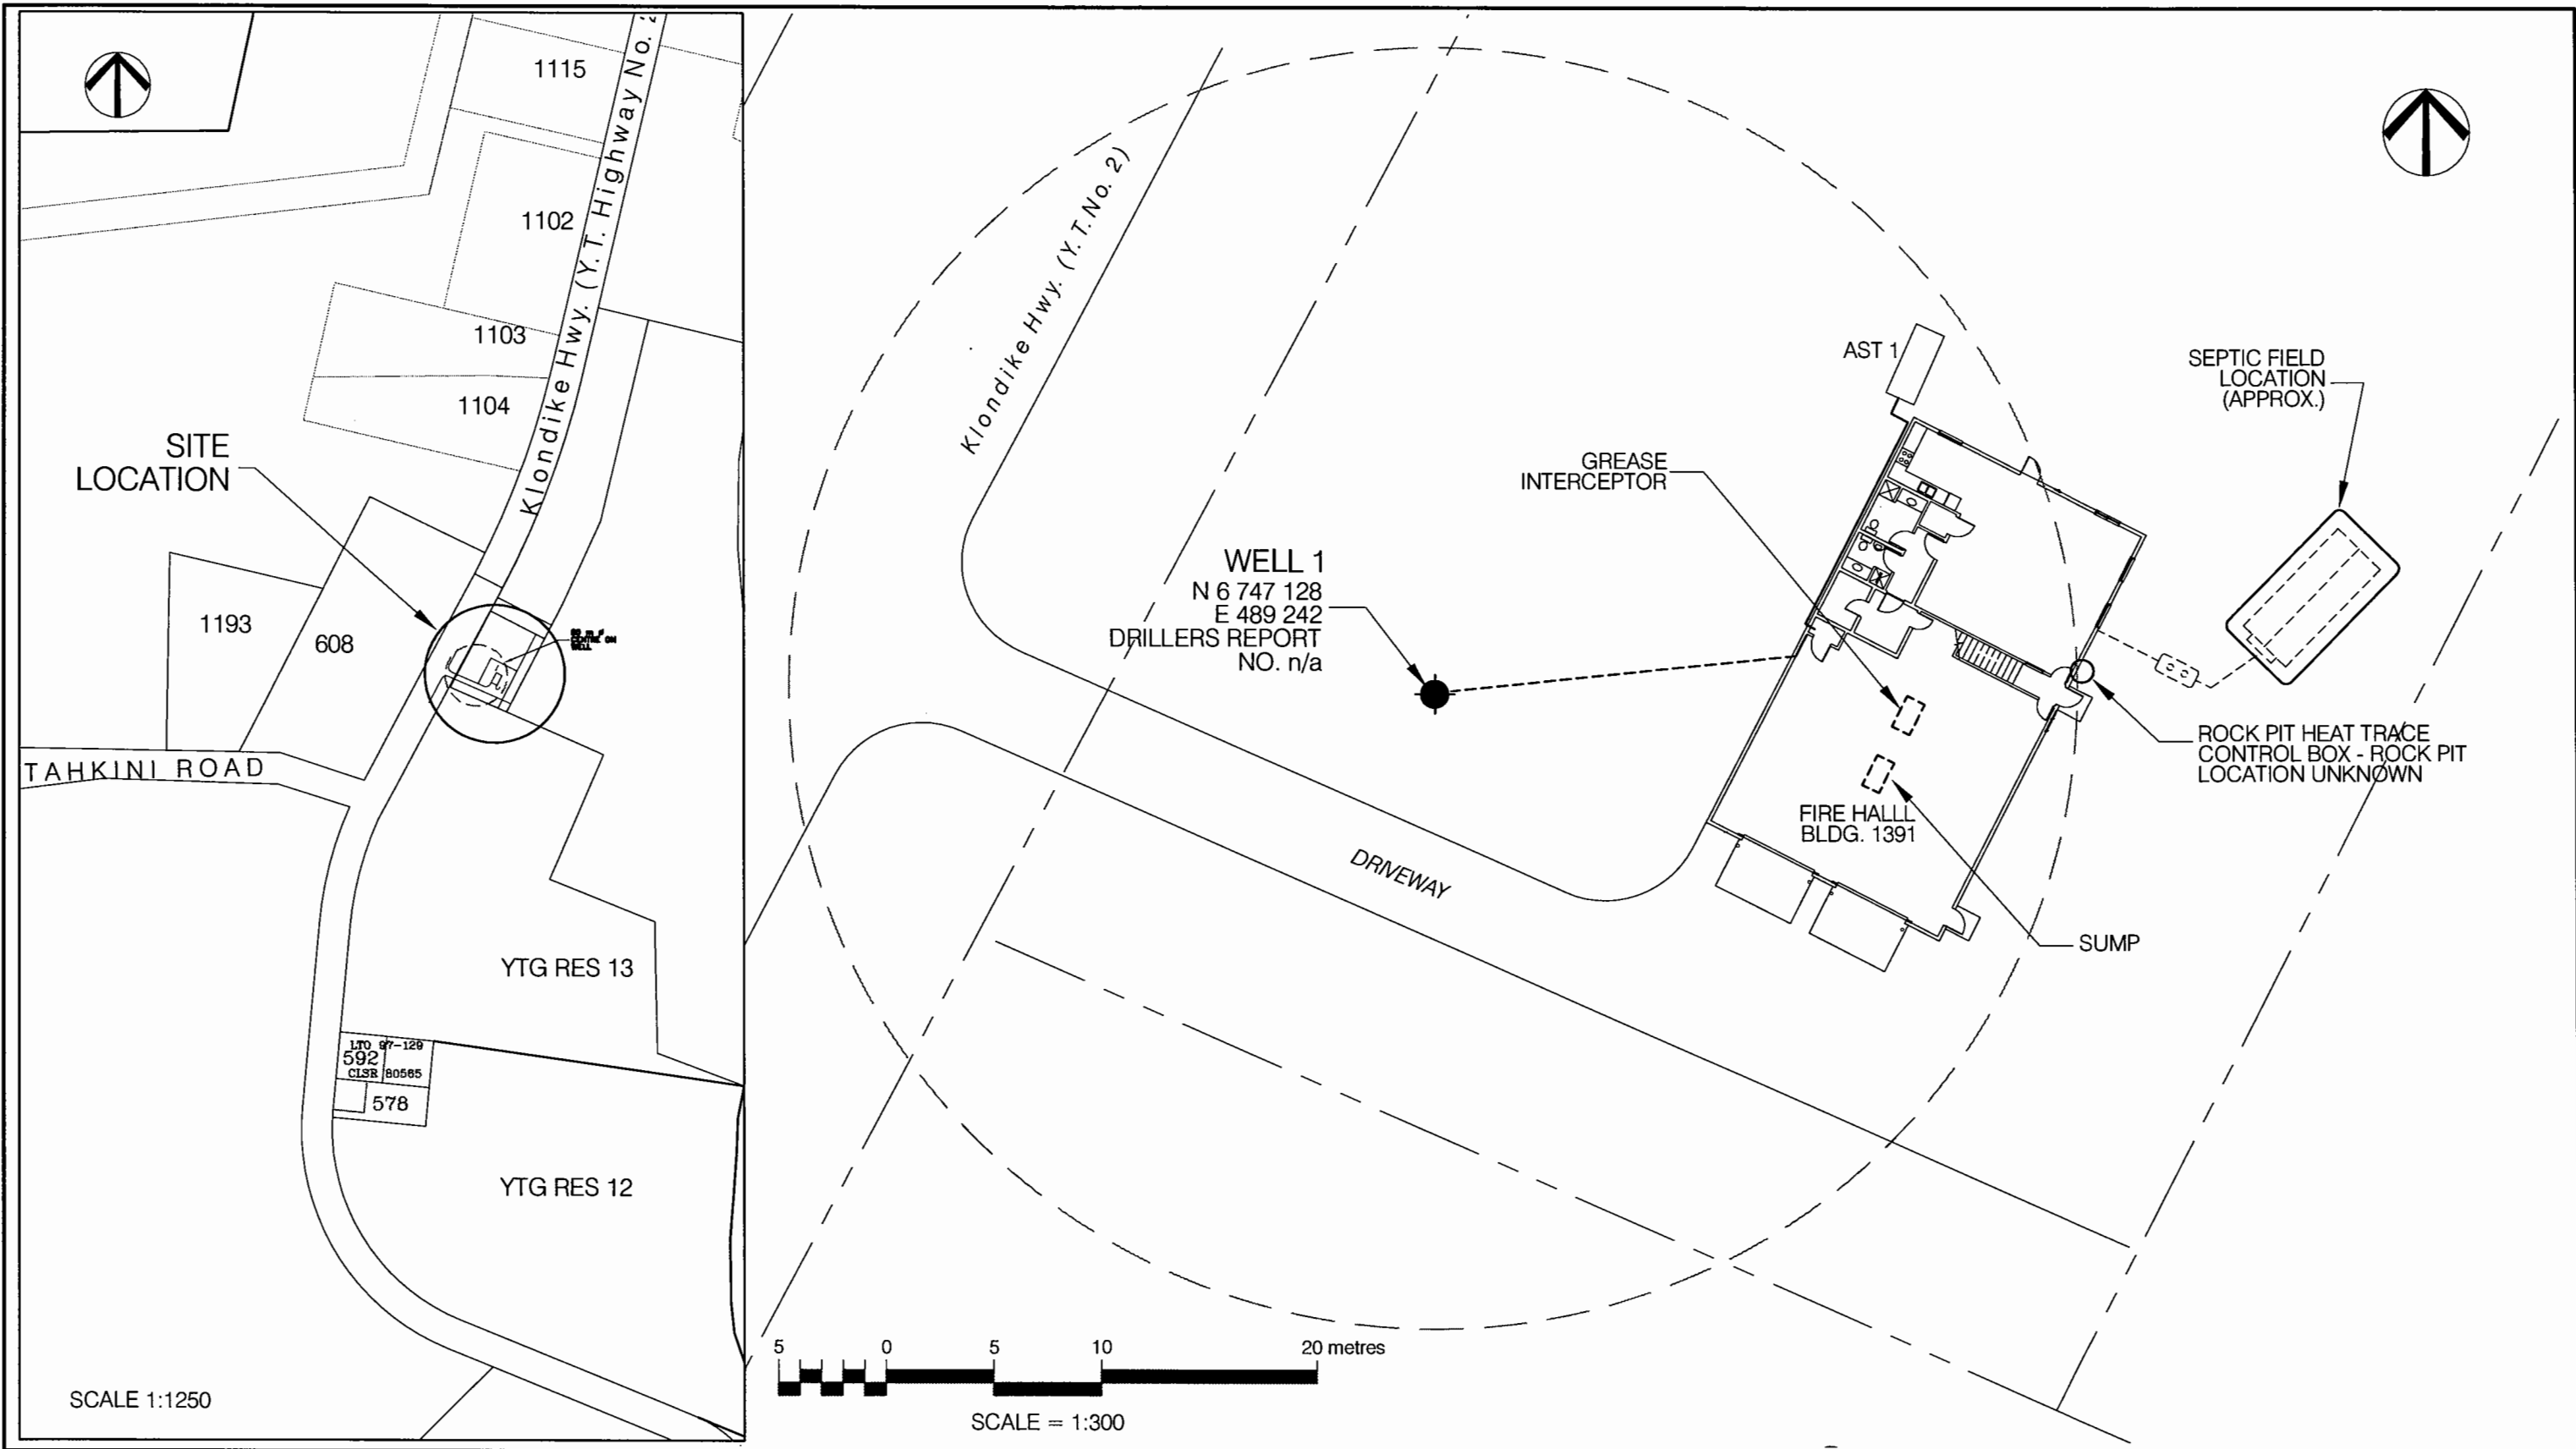 1115
Klondike Hwy. (Y. T. Highway No.
1102
1103
1104
SITE
LOCATION
1193
608
TAHKINI ROAD
YTG RES 13
LTO 97-129
592
CLSR 80565
578
YTG RES 12
SCALE 1:1250
Klondike Hwy. (Y.T.No. 2)
AST 1
SEPTIC FIELD
LOCATION
(APPROX.)
GREASE
INTERCEPTOR
WELL 1
N 6 747 128
E 489 242
DRILLERS REPORT
NO. n/a
ROCK PIT HEAT TRACE
CONTROL BOX - ROCK PIT
LOCATION UNKNOWN
FIRE HALLL
BLDG. 1391
DRIVEWAY
SUMP
5 0 5 10 20 metres
SCALE = 1:300